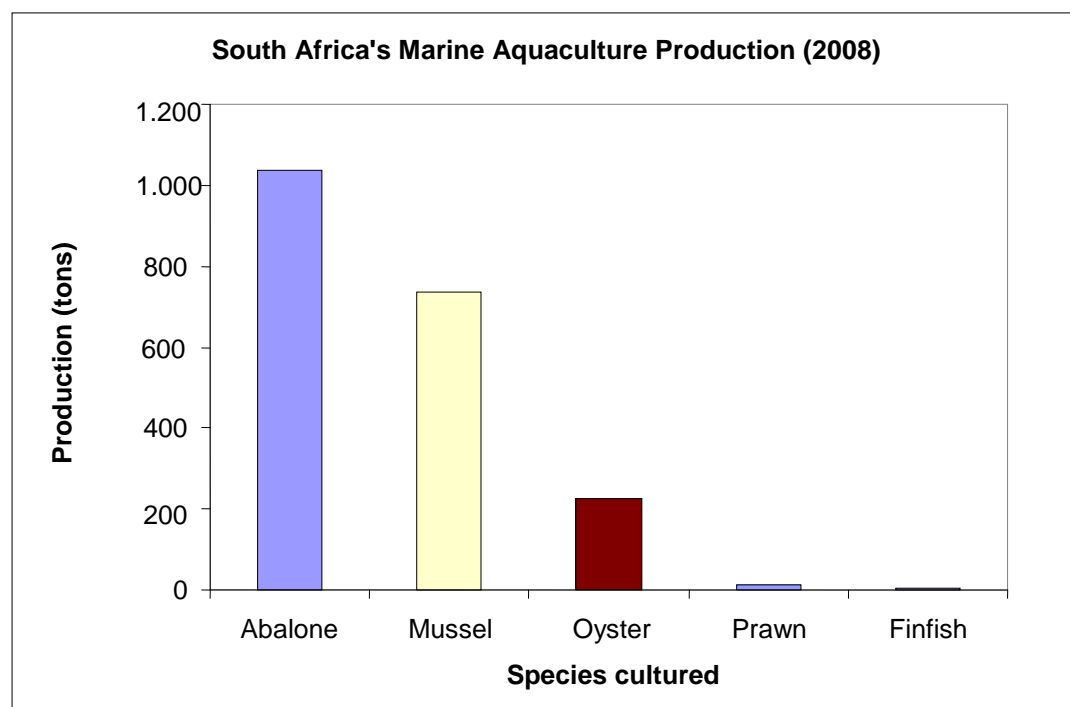 South Africa's Marine Aquaculture Production (2008)
1.200
1.000
800
600
400
200
0
Production (tons)
Abalone Mussel Oyster Prawn Finfish
Species cultured